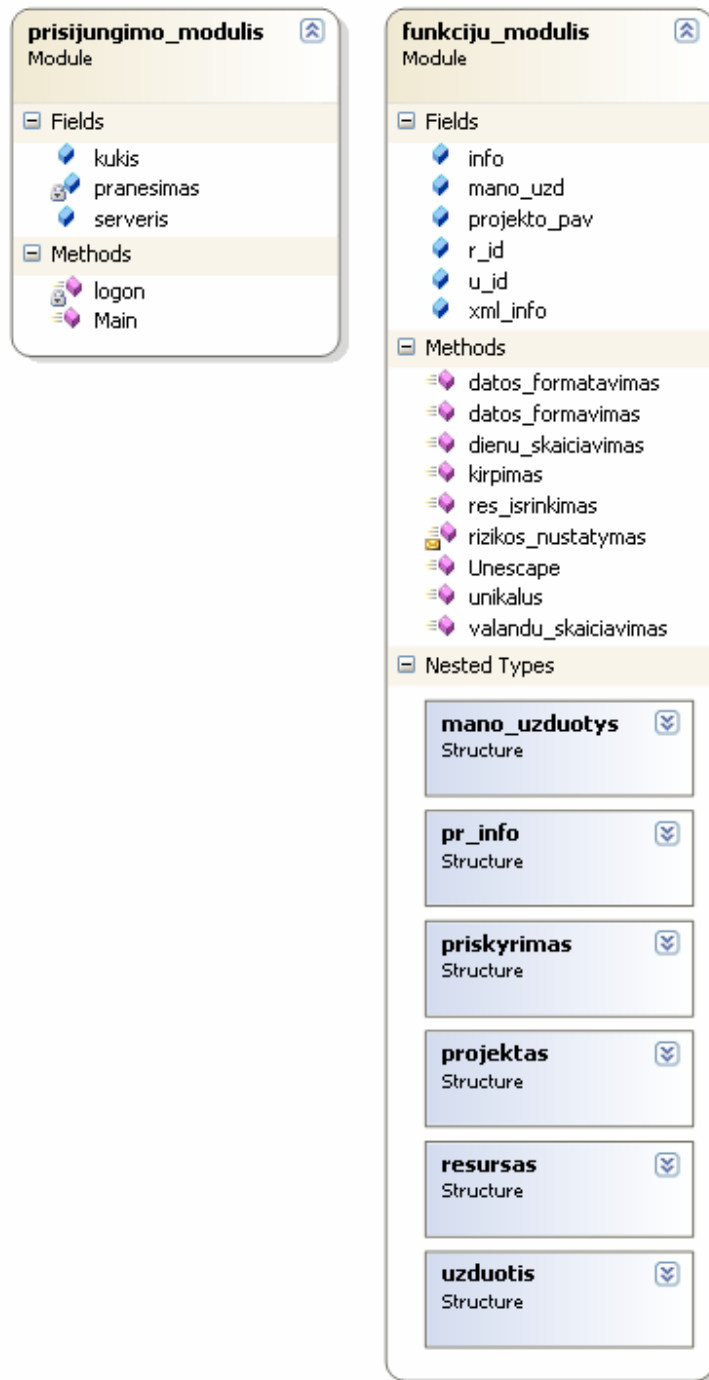 prisijungimo_modulis
Module
Fields
kukis
pranesimas
serveris
Methods
logon
Main
funkciju_modulis
Module
Fields
info
mano_uzd
projekto_pav
r_id
u_id
xml_info
Methods
datos_formatavimas
datos_formavimas
dienu_skaiciavimas
kirpimas
res_isrinkimas
rizikos_nustatymas
Unescape
unikalus
valandu_skaiciavimas
Nested Types
mano_uzduotys
Structure
pr_info
Structure
priskyrimas
Structure
projektas
Structure
resursas
Structure
uzduotis
Structure